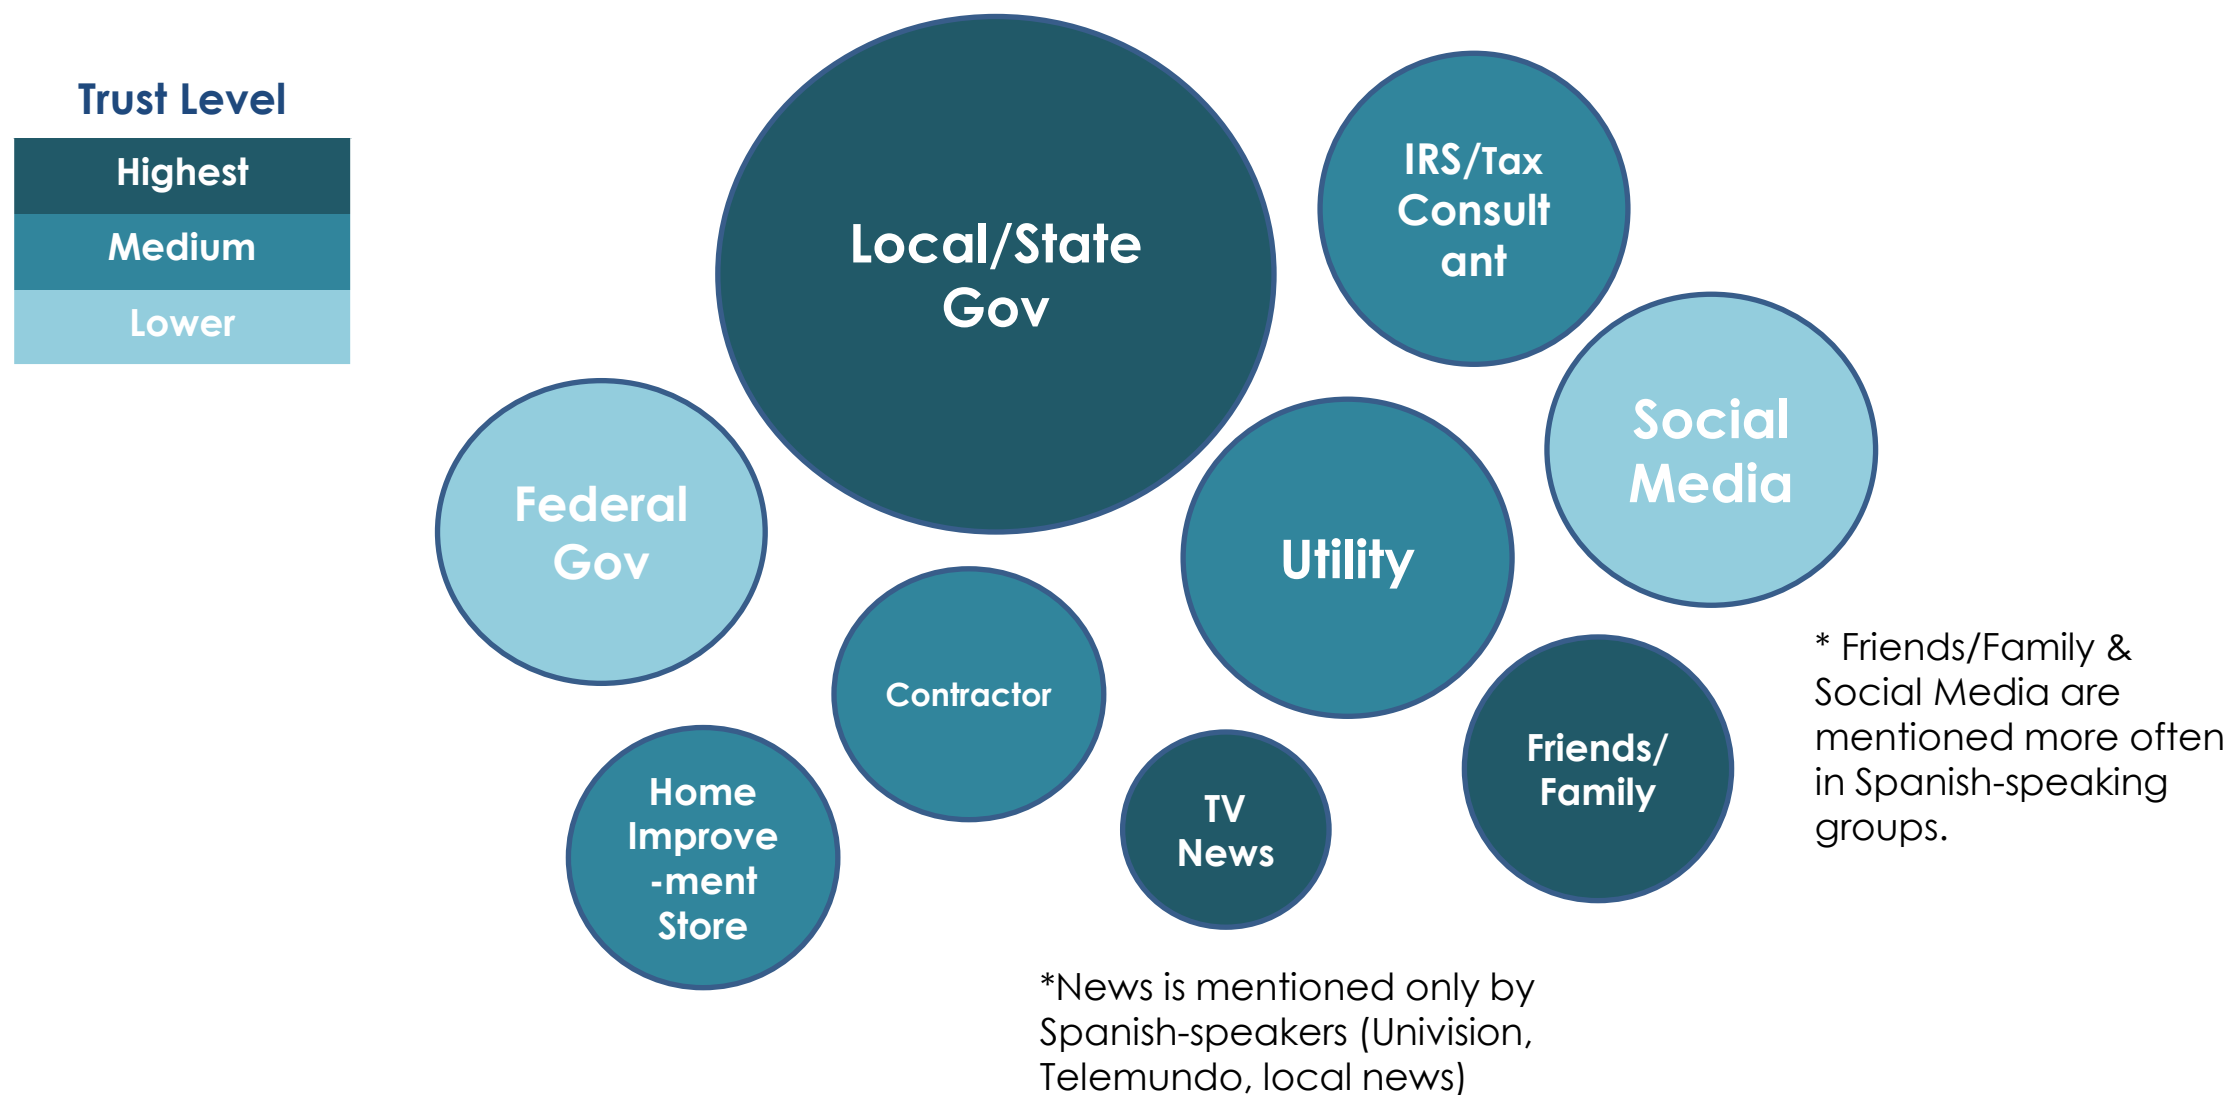 Trust Level
Highest
Medium
Lower
Local/State
Gov
IRS/Tax
Consult
ant
Social
Media
Federal
Gov
Utility
Contractor
Friends/
Family
Home
Improve
-ment
Store
TV
News
* Friends/Family &
Social Media are
mentioned more often
in Spanish-speaking
groups.
*News is mentioned only by
Spanish-speakers (Univision,
Telemundo, local news)